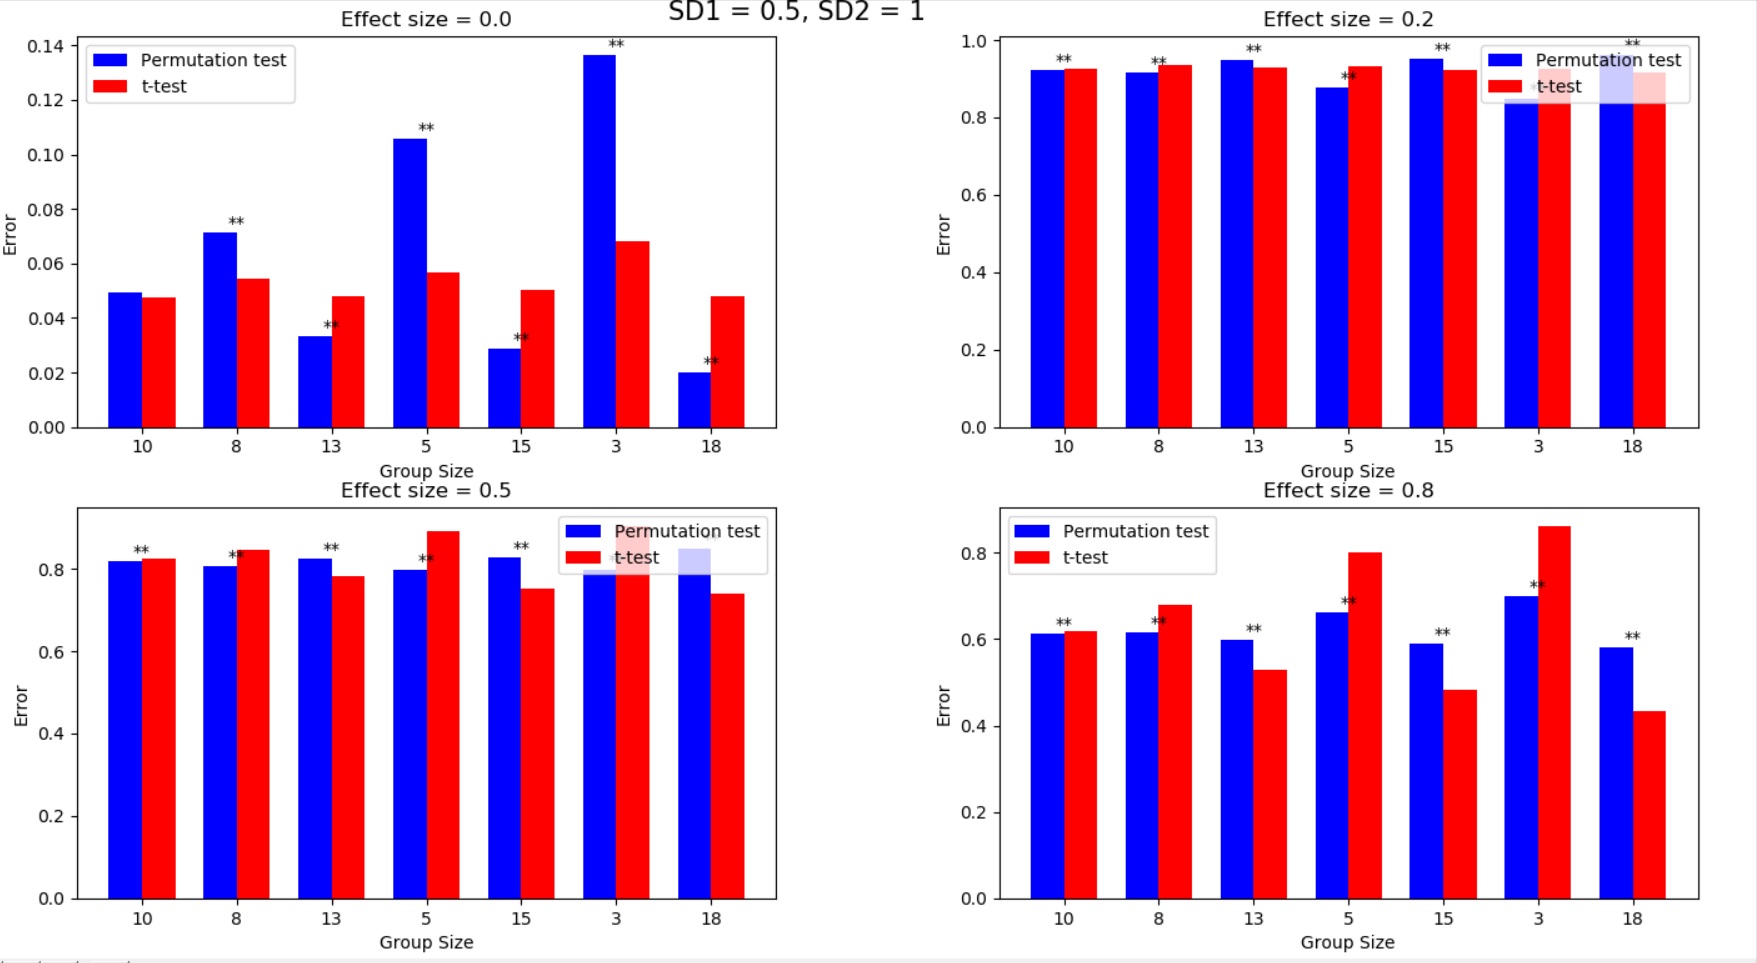 SD1 = 0.5, SD2 = 1
Effect size = 0.0
Permutation test
t-test
Error
0.14
0.12
0.10
0.08
0.06
0.04
0.02
0.00
**
**
**
**
**
**
10 8 13 5 15 3 18
Group Size
Effect size = 0.2
Permutation test
t-test
Error
1.0
0.8
0.6
0.4
0.2
0.0
**
**
**
**
**
**
**
10 8 13 5 15 3 18
Group Size
Effect size = 0.5
Permutation test
t-test
Error
0.8
0.6
0.4
0.2
0.0
**
**
**
**
**
10 8 13 5 15 3 18
Group Size
Effect size = 0.8
Permutation test
t-test
Error
0.8
0.6
0.4
0.2
0.0
**
**
**
**
**
**
**
10 8 13 5 15 3 18
Group Size